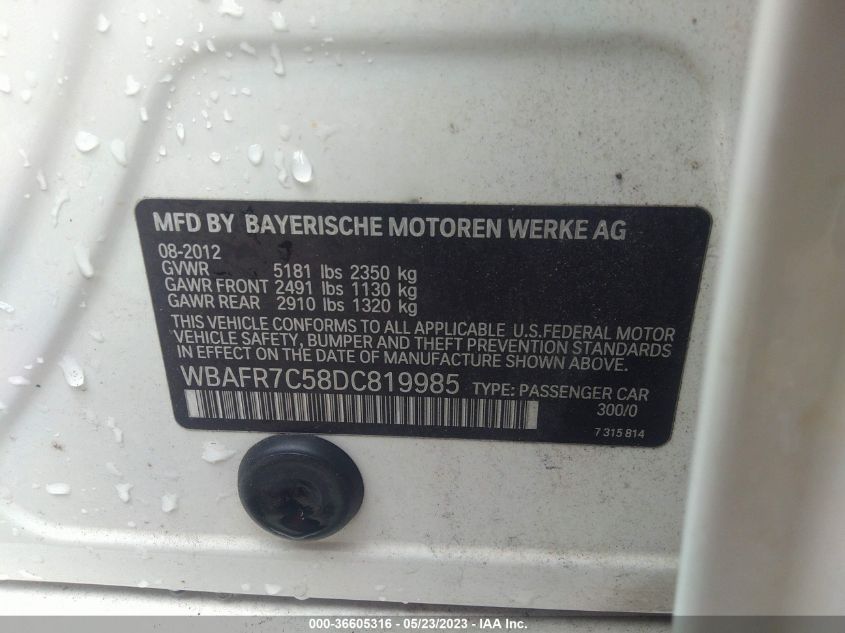 MFD BY BAYERISCHE MOTOREN WERKE AG
08-2012
GVWR 5181 lbs 2350 kg
GAWR FRONT 2491 lbs 1130 kg
GAWR REAR 2910 lbs 1320 kg
THIS VEHICLE CONFORMS TO ALL APPLICABLE U.S.FEDERAL MOTOR
VEHICLE SAFETY, BUMPER AND THEFT PREVENTION STANDARDS
IN EFFECT ON THE DATE OF MANUFACTURE SHOWN ABOVE.
WBAFR7C58DC819985 TYPE: PASSENGER CAR
300/0
7 315 814
000-36605316 - 05/23/2023 - IAA Inc.